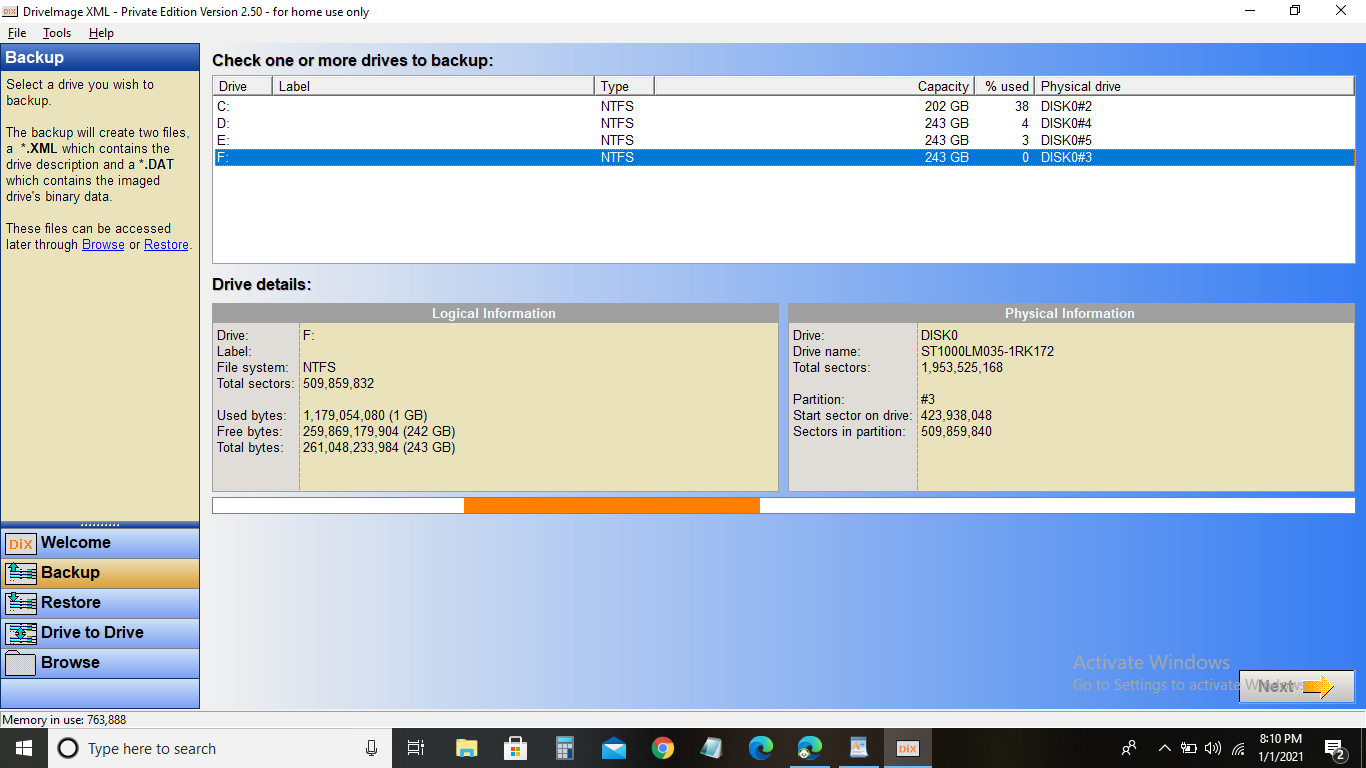 DiX DriveImage XML - Private Edition Version 2.50 - for home use only
File Tools Help
Backup
Select a drive you wish to
backup.
The backup will create two files,
a *.XML which contains the
drive description and a *.DAT
which contains the imaged
drive's binary data.
These files can be accessed
later through Browse or Restore.
DiX Welcome
Backup
Restore
Drive to Drive
Browse
Check one or more drives to backup:
Drive Label Type Capacity % used Physical drive
C: NTFS 202 GB 38 DISK0#2
D: NTFS 243 GB 4 DISK0#4
E: NTFS 243 GB 3 DISK0#5
F: NTFS 243 GB 0 DISK0#3
Drive details:
Logical Information
Drive: F:
Label:
File system: NTFS
Total sectors: 509,859,832
Used bytes: 1,179,054,080 (1 GB)
Free bytes: 259,869,179,904 (242 GB)
Total bytes: 261,048,233,984 (243 GB)
Physical Information
Drive: DISK0
Drive name: ST1000LM035-1RK172
Total sectors: 1,953,525,168
Partition: #3
Start sector on drive: 423,938,048
Sectors in partition: 509,859,840
Activate Windows
Go to Settings to activate Windows.
Next
Memory in use: 763,888
Type here to search
DiX
8:10 PM
1/1/2021
2